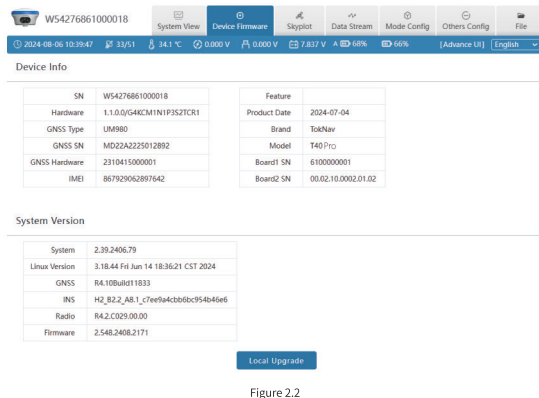 W54276861000018
System View
Device Firmware
Skyplot
Data Stream
Mode Config
Others Config
File
2024-08-06 10:39:47 33/51 34.1 ℃ 0.000 V 0.000 V 7.837 V A 68% 66% [Advance UI] English
Device Info
SN W54276861000018
Hardware 1.1.0.0/G4KCM1N1P3S2TCR1
GNSS Type UM980
GNSS SN MD22A2225012892
GNSS Hardware 2310415000001
IMEI 867929062897642
Feature
Product Date 2024-07-04
Brand TokNav
Model T40 Pro
Board1 SN 6100000001
Board2 SN 00.02.10.0002.01.02
System Version
System 2.39.2406.79
Linux Version 3.18.44 Fri Jun 14 18:36:21 CST 2024
GNSS R4.10Build11833
INS H2_B2.2_A8.1_c7ee9a4cbb6bc954b46e6
Radio R4.2.C029.00.00
Firmware 2.548.2408.2171
Local Upgrade
Figure 2.2